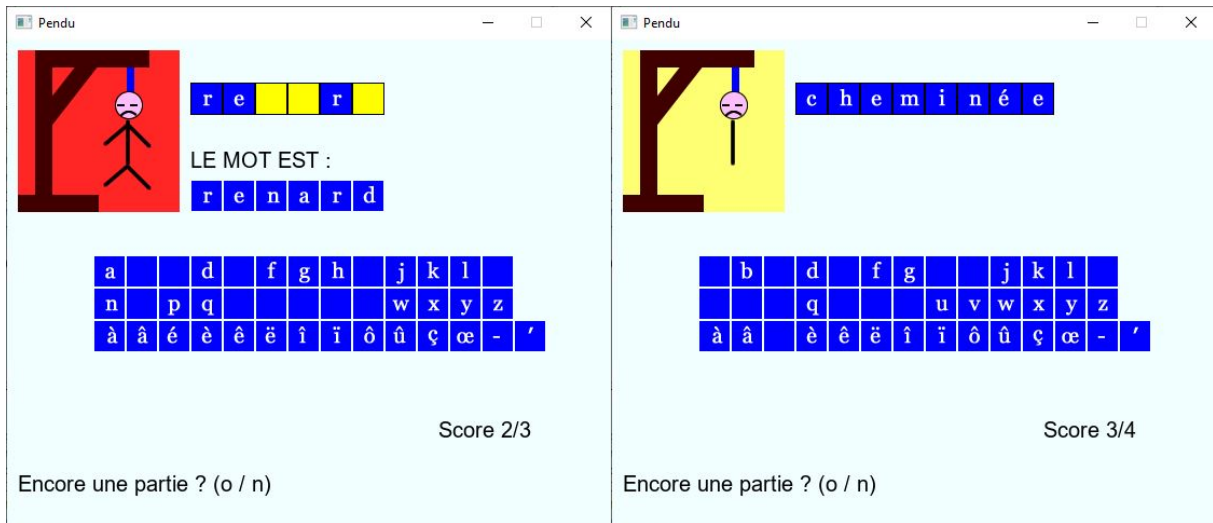 Pendu
r e r
LE MOT EST :
r e n a r d
a d f g h j k l
n p q w x y z
à â é è ê ë î ï ô û ç œ - ′
Score 2/3
Encore une partie ? (o / n)
Pendu
c h e m i n é e
b d f g j k l
q u v w x y z
à â è ê ë î ï ô û ç œ - ′
Score 3/4
Encore une partie ? (o / n)